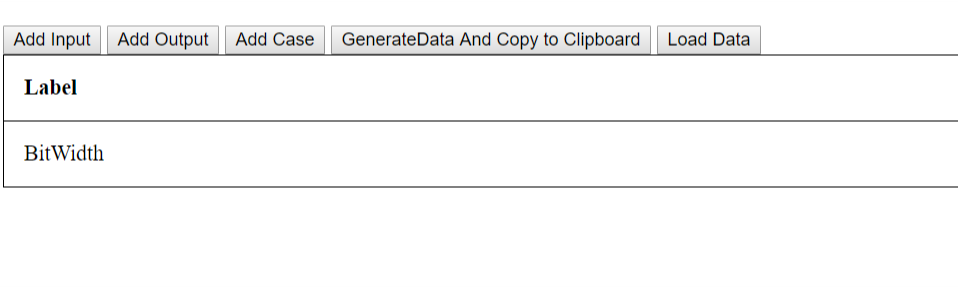 Add Input Add Output Add Case GenerateData And Copy to Clipboard Load Data
Label
BitWidth